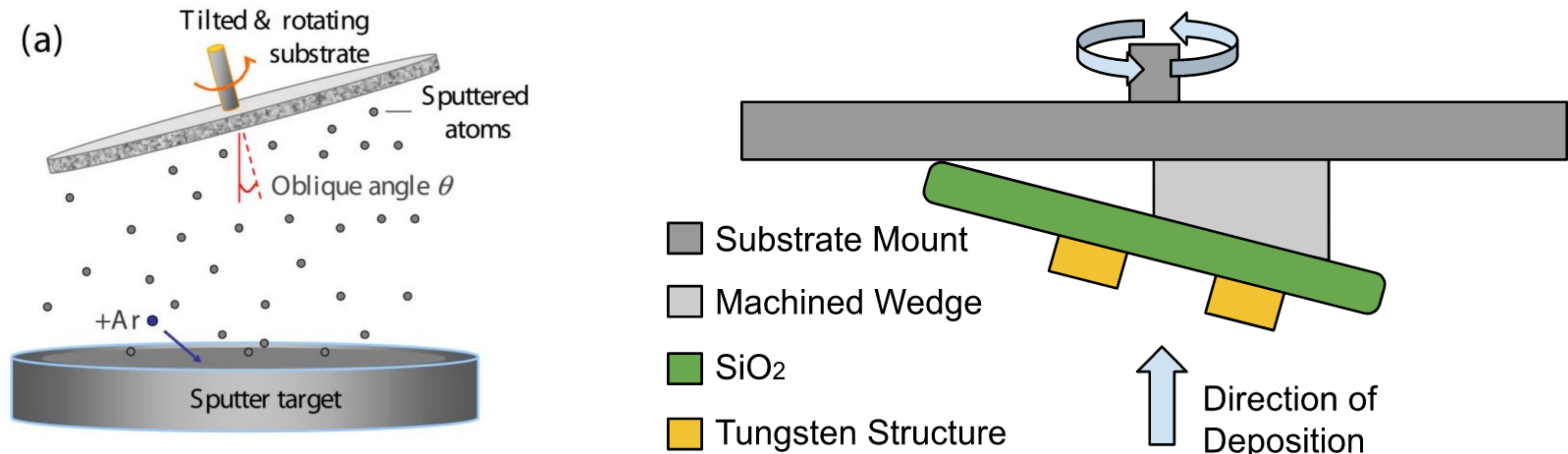 (a)
Tilted & rotating
substrate
Sputtered
atoms
Oblique angle θ
+Ar
Sputter target
Substrate Mount
Machined Wedge
SiO₂
Tungsten Structure
Direction of
Deposition